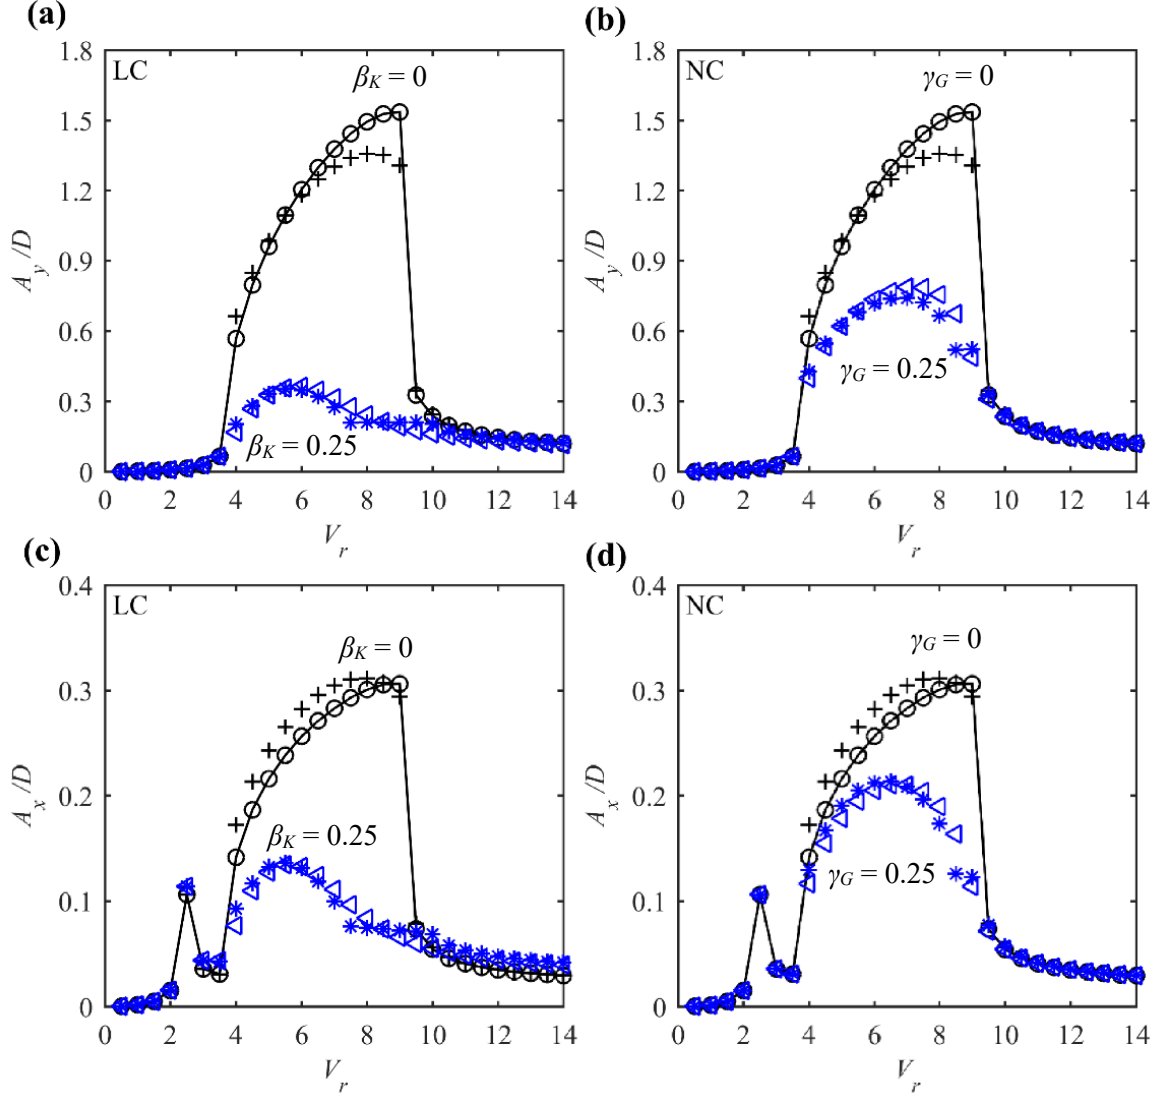 (a)
(b)
1.8
1.5
1.2
0.9
0.6
0.3
0
LC
β_K = 0
β_K = 0.25
A_y/D
0 2 4 6 8 10 12 14
V_r
1.8
1.5
1.2
0.9
0.6
0.3
0
NC
γ_G = 0
γ_G = 0.25
A_y/D
0 2 4 6 8 10 12 14
V_r
(c)
(d)
0.4
0.3
0.2
0.1
0
LC
β_K = 0
β_K = 0.25
A_x/D
0 2 4 6 8 10 12 14
V_r
0.4
0.3
0.2
0.1
0
NC
γ_G = 0
γ_G = 0.25
A_x/D
0 2 4 6 8 10 12 14
V_r